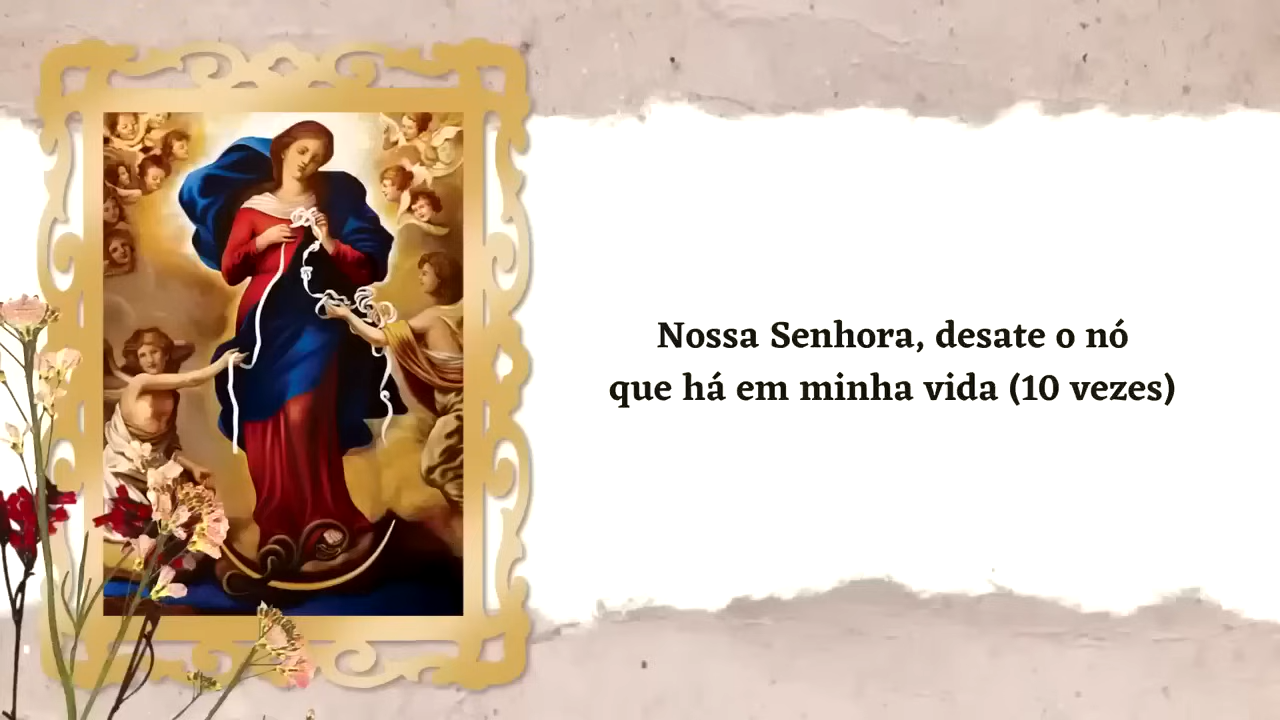 Nossa Senhora, desate o nó
que há em minha vida (10 vezes)